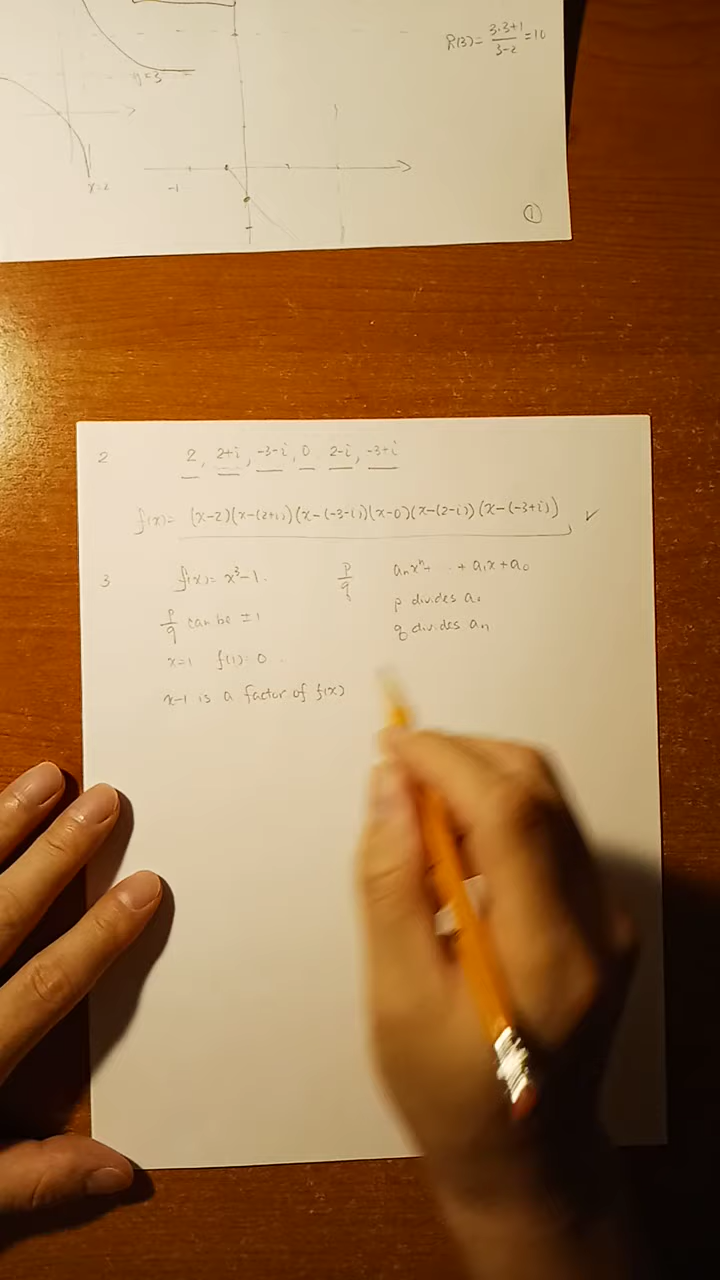 R(3) = (3·3+1)/(3-2) = 10
y=3
x=2
-1
①
2 2, 2+i, -3-i, 0, 2-i, -3+i
f(x) = (x-2)(x-(2+i))(x-(-3-i)(x-0)(x-(2-i))(x-(-3+i)) ✓
3 f(x) = x³-1. p/q aₙxⁿ+ ... + a₁x+a₀
p/q can be ±1 p divides a₀
q divides aₙ
x=1 f(1)=0
x-1 is a factor of f(x)